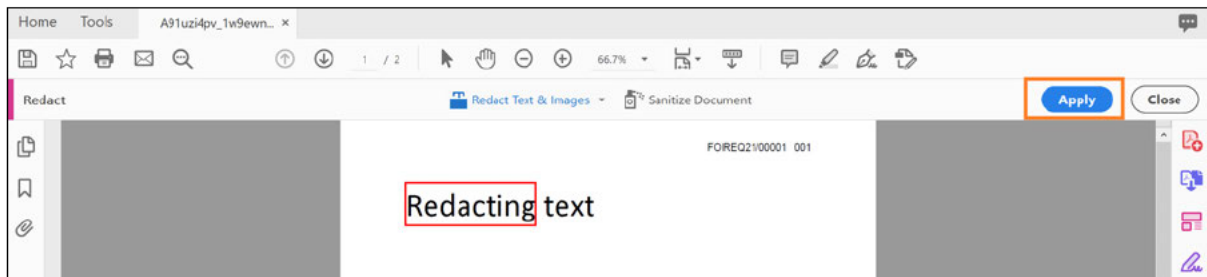 Home Tools A91uzi4pv_1w9ewn... ×
1 / 2 66.7%
Redact Redact Text & Images Sanitize Document Apply Close
FOIREQ21/00001 001
Redacting text